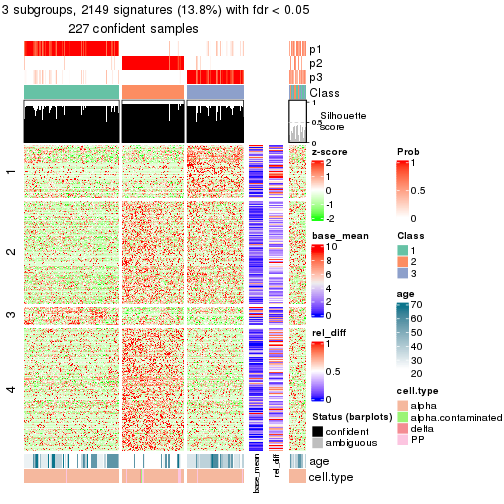 3 subgroups, 2149 signatures (13.8%) with fdr < 0.05
227 confident samples
p1
p2
p3
Class
1
0.5
0
Silhouette
score
1
2
3
4
z-score
2
1
0
-1
-2
Prob
1
0.5
0
base_mean
10
8
6
4
2
0
Class
1
2
3
age
70
60
50
40
30
20
rel_diff
1
0.5
0
cell.type
alpha
alpha.contaminated
delta
PP
Status (barplots)
confident
ambiguous
age
cell.type
base_mean
rel_diff